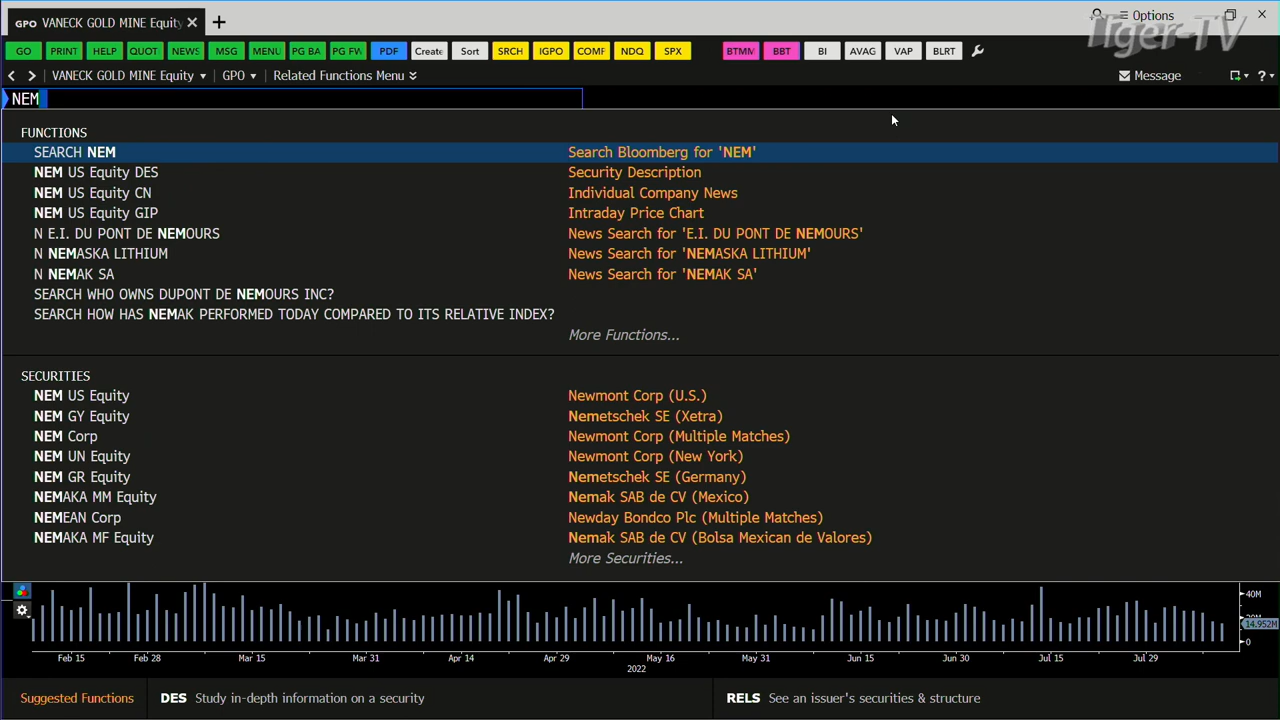 GPO VANECK GOLD MINE Equity × +
Options
Tiger-TV
GO PRINT HELP QUOT NEWS MSG MENU PG BA PG FW PDF Create Sort SRCH IGPO COMF NDQ SPX BTMM BBT BI AVAG VAP BLRT
VANECK GOLD MINE Equity GPO Related Functions Menu Message ?
NEM
FUNCTIONS
SEARCH NEM Search Bloomberg for 'NEM'
NEM US Equity DES Security Description
NEM US Equity CN Individual Company News
NEM US Equity GIP Intraday Price Chart
N E.I. DU PONT DE NEMOURS News Search for 'E.I. DU PONT DE NEMOURS'
N NEMASKA LITHIUM News Search for 'NEMASKA LITHIUM'
N NEMAK SA News Search for 'NEMAK SA'
SEARCH WHO OWNS DUPONT DE NEMOURS INC?
SEARCH HOW HAS NEMAK PERFORMED TODAY COMPARED TO ITS RELATIVE INDEX?
More Functions...
SECURITIES
NEM US Equity Newmont Corp (U.S.)
NEM GY Equity Nemetschek SE (Xetra)
NEM Corp Newmont Corp (Multiple Matches)
NEM UN Equity Newmont Corp (New York)
NEM GR Equity Nemetschek SE (Germany)
NEMAKA MM Equity Nemak SAB de CV (Mexico)
NEMEAN Corp Newday Bondco Plc (Multiple Matches)
NEMAKA MF Equity Nemak SAB de CV (Bolsa Mexican de Valores)
More Securities...
40M
14.952M
0
Feb 15 Feb 28 Mar 15 Mar 31 Apr 14 Apr 29 May 16 May 31 Jun 15 Jun 30 Jul 15 Jul 29
2022
Suggested Functions DES Study in-depth information on a security RELS See an issuer's securities & structure